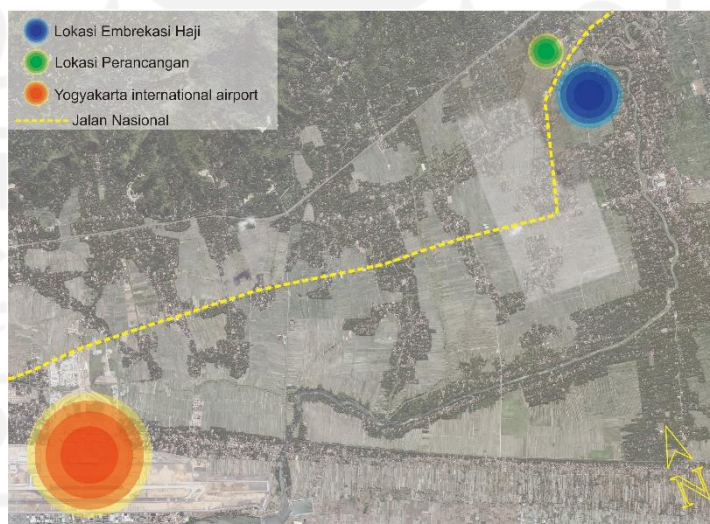 Lokasi Embrekasi Haji
Lokasi Perancangan
Yogyakarta international airport
Jalan Nasional
N